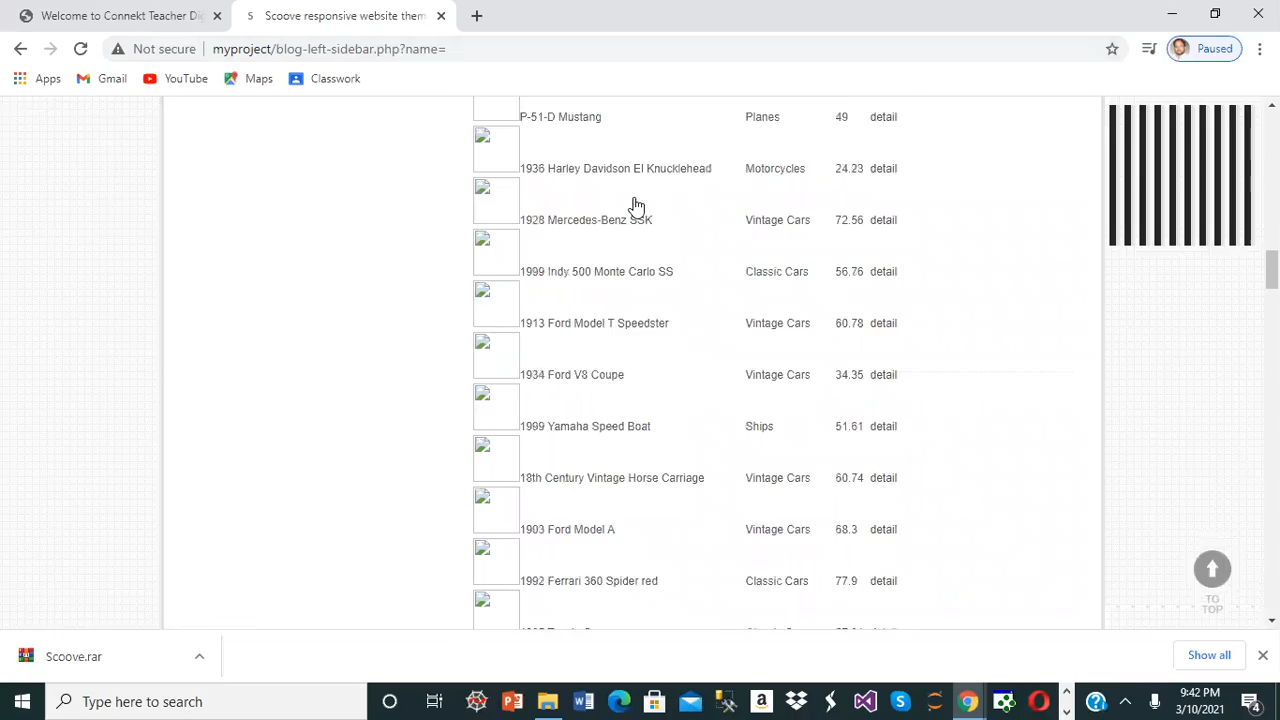 Welcome to Connekt Teacher Di
Scoove responsive website them
Not secure
myproject/blog-left-sidebar.php?name=
Paused
Apps
Gmail
YouTube
Maps
Classwork
P-51-D Mustang Planes 49 detail
1936 Harley Davidson El Knucklehead Motorcycles 24.23 detail
1928 Mercedes-Benz SSK Vintage Cars 72.56 detail
1999 Indy 500 Monte Carlo SS Classic Cars 56.76 detail
1913 Ford Model T Speedster Vintage Cars 60.78 detail
1934 Ford V8 Coupe Vintage Cars 34.35 detail
1999 Yamaha Speed Boat Ships 51.61 detail
18th Century Vintage Horse Carriage Vintage Cars 60.74 detail
1903 Ford Model A Vintage Cars 68.3 detail
1992 Ferrari 360 Spider red Classic Cars 77.9 detail
TO
TOP
Scoove.rar
Show all
Type here to search
9:42 PM
3/10/2021
4